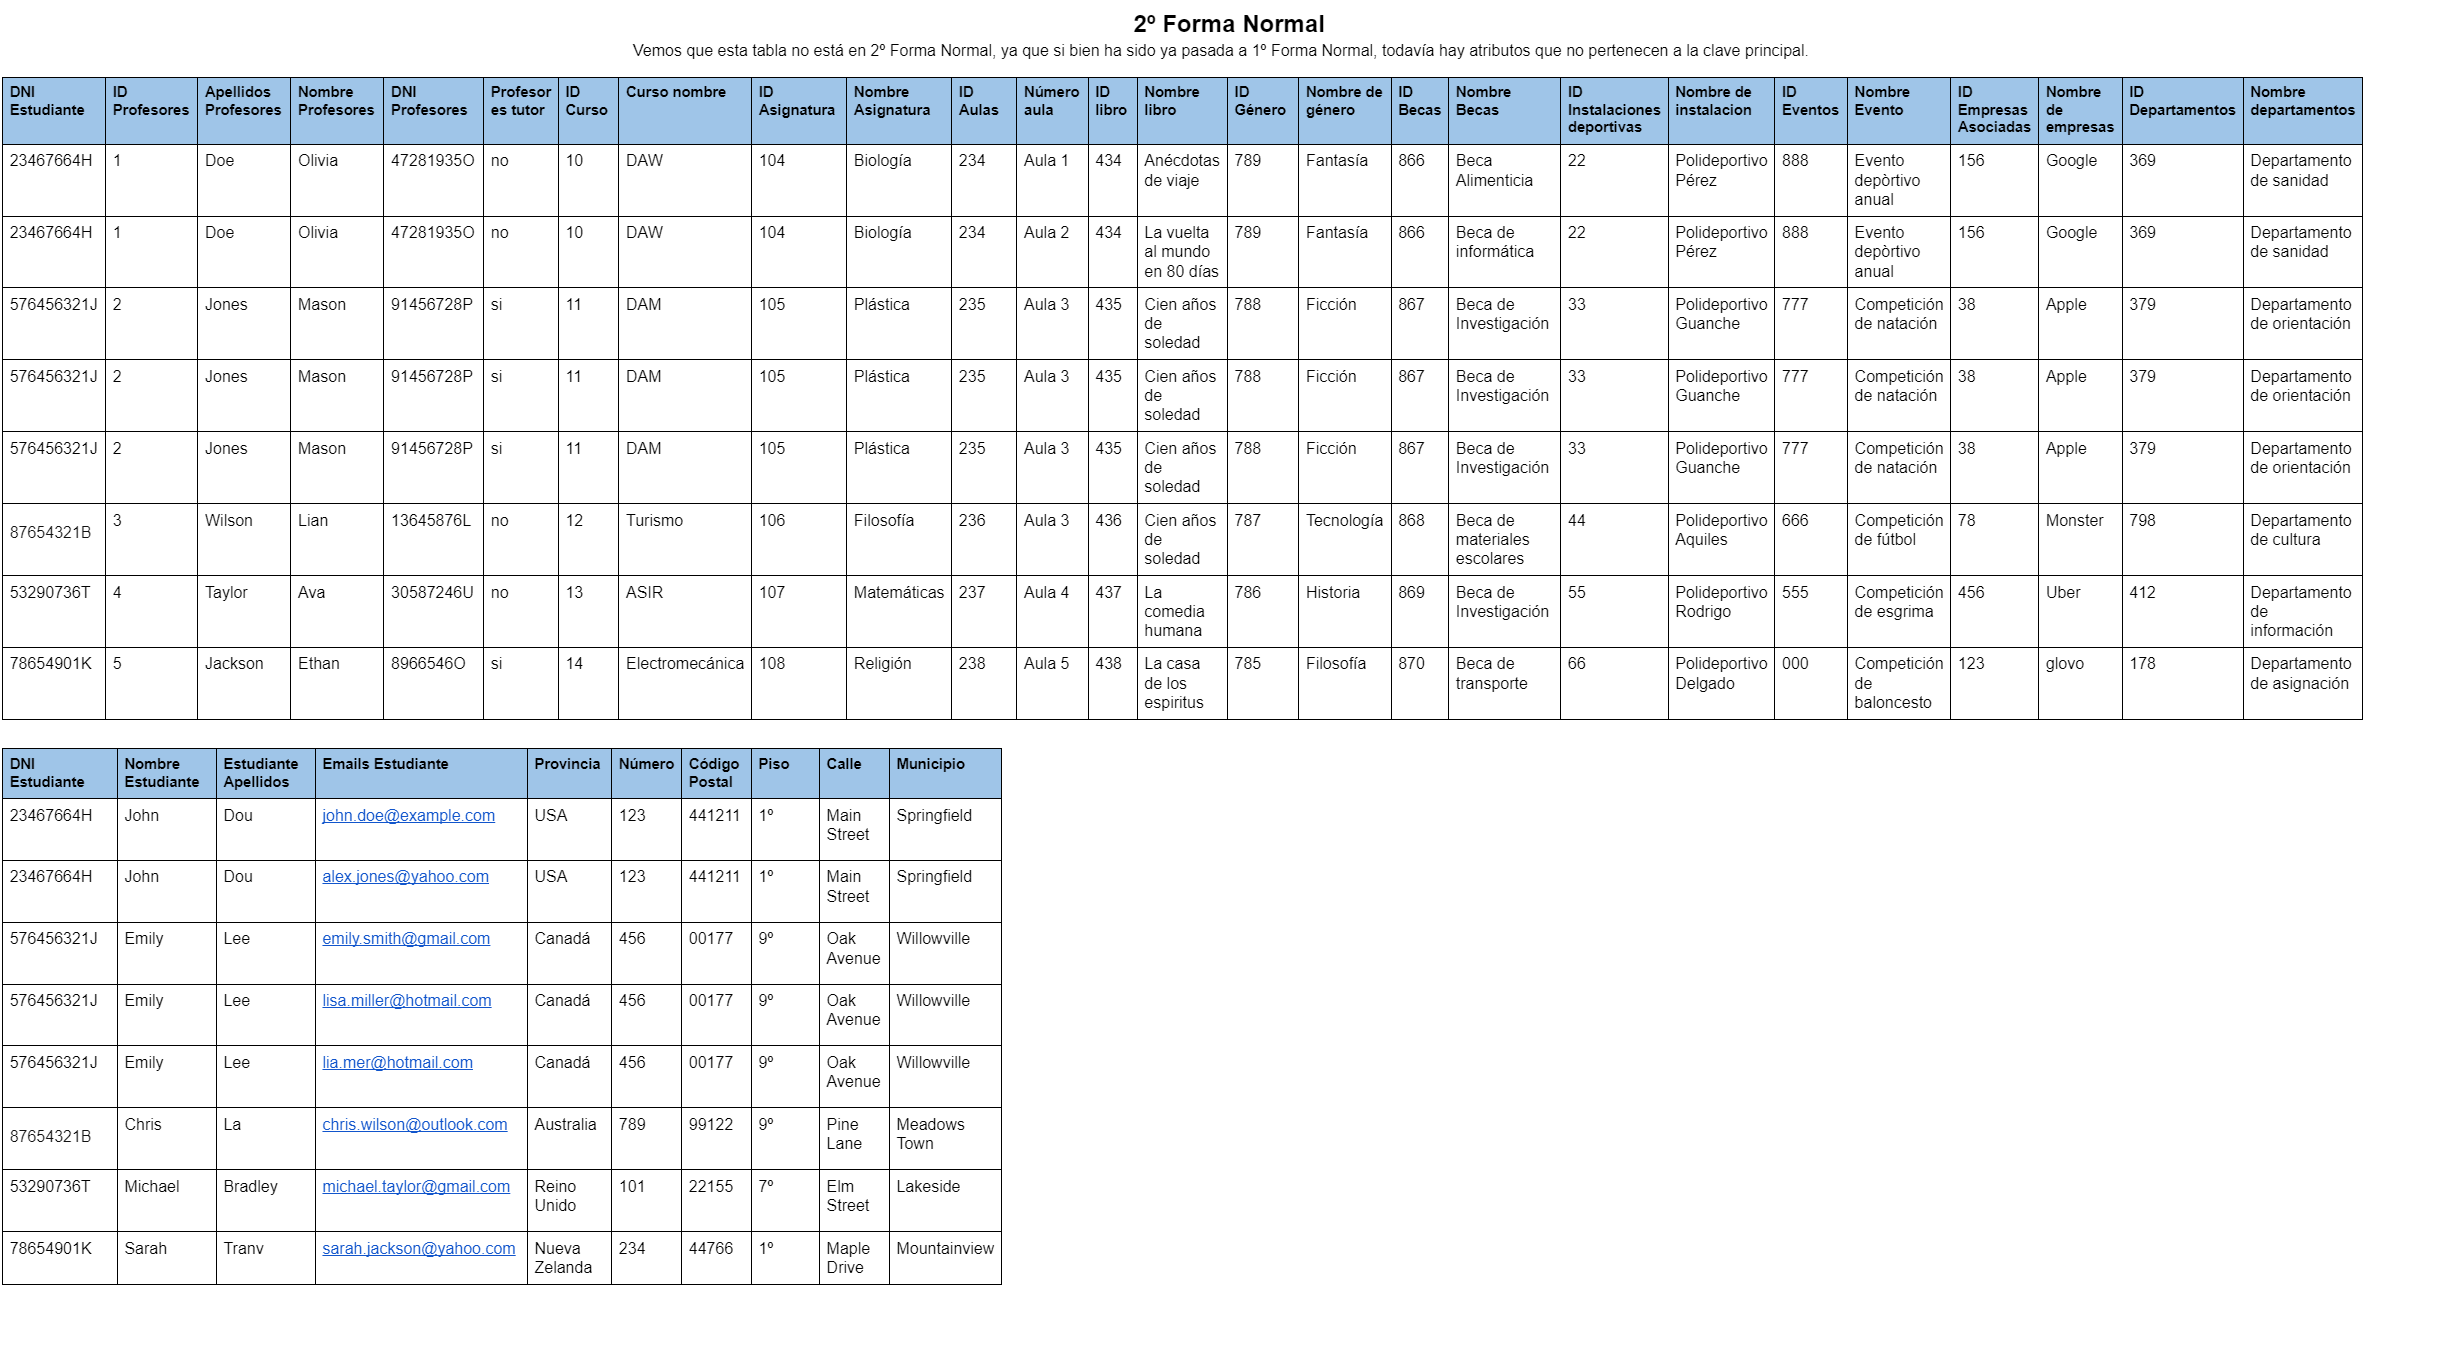 2º Forma Normal
Vemos que esta tabla no está en 2º Forma Normal, ya que si bien ha sido ya pasada a 1º Forma Normal, todavía hay atributos que no pertenecen a la clave principal.
DNI Estudiante | ID Profesores | Apellidos Profesores | Nombre Profesores | DNI Profesores | Profesor es tutor | ID Curso | Curso nombre | ID Asignatura | Nombre Asignatura | ID Aulas | Número aula | ID libro | Nombre libro | ID Género | Nombre de género | ID Becas | Nombre Becas | ID Instalaciones deportivas | Nombre de instalacion | ID Eventos | Nombre Evento | ID Empresas Asociadas | Nombre de empresas | ID Departamentos | Nombre departamentos
23467664H | 1 | Doe | Olivia | 47281935O | no | 10 | DAW | 104 | Biología | 234 | Aula 1 | 434 | Anécdotas de viaje | 789 | Fantasía | 866 | Beca Alimenticia | 22 | Polideportivo Pérez | 888 | Evento depòrtivo anual | 156 | Google | 369 | Departamento de sanidad
23467664H | 1 | Doe | Olivia | 47281935O | no | 10 | DAW | 104 | Biología | 234 | Aula 2 | 434 | La vuelta al mundo en 80 días | 789 | Fantasía | 866 | Beca de informática | 22 | Polideportivo Pérez | 888 | Evento depòrtivo anual | 156 | Google | 369 | Departamento de sanidad
576456321J | 2 | Jones | Mason | 91456728P | si | 11 | DAM | 105 | Plástica | 235 | Aula 3 | 435 | Cien años de soledad | 788 | Ficción | 867 | Beca de Investigación | 33 | Polideportivo Guanche | 777 | Competición de natación | 38 | Apple | 379 | Departamento de orientación
576456321J | 2 | Jones | Mason | 91456728P | si | 11 | DAM | 105 | Plástica | 235 | Aula 3 | 435 | Cien años de soledad | 788 | Ficción | 867 | Beca de Investigación | 33 | Polideportivo Guanche | 777 | Competición de natación | 38 | Apple | 379 | Departamento de orientación
576456321J | 2 | Jones | Mason | 91456728P | si | 11 | DAM | 105 | Plástica | 235 | Aula 3 | 435 | Cien años de soledad | 788 | Ficción | 867 | Beca de Investigación | 33 | Polideportivo Guanche | 777 | Competición de natación | 38 | Apple | 379 | Departamento de orientación
87654321B | 3 | Wilson | Lian | 13645876L | no | 12 | Turismo | 106 | Filosofía | 236 | Aula 3 | 436 | Cien años de soledad | 787 | Tecnología | 868 | Beca de materiales escolares | 44 | Polideportivo Aquiles | 666 | Competición de fútbol | 78 | Monster | 798 | Departamento de cultura
53290736T | 4 | Taylor | Ava | 30587246U | no | 13 | ASIR | 107 | Matemáticas | 237 | Aula 4 | 437 | La comedia humana | 786 | Historia | 869 | Beca de Investigación | 55 | Polideportivo Rodrigo | 555 | Competición de esgrima | 456 | Uber | 412 | Departamento de información
78654901K | 5 | Jackson | Ethan | 8966546O | si | 14 | Electromecánica | 108 | Religión | 238 | Aula 5 | 438 | La casa de los espiritus | 785 | Filosofía | 870 | Beca de transporte | 66 | Polideportivo Delgado | 000 | Competición de baloncesto | 123 | glovo | 178 | Departamento de asignación
DNI Estudiante | Nombre Estudiante | Estudiante Apellidos | Emails Estudiante | Provincia | Número | Código Postal | Piso | Calle | Municipio
23467664H | John | Dou | john.doe@example.com | USA | 123 | 441211 | 1º | Main Street | Springfield
23467664H | John | Dou | alex.jones@yahoo.com | USA | 123 | 441211 | 1º | Main Street | Springfield
576456321J | Emily | Lee | emily.smith@gmail.com | Canadá | 456 | 00177 | 9º | Oak Avenue | Willowville
576456321J | Emily | Lee | lisa.miller@hotmail.com | Canadá | 456 | 00177 | 9º | Oak Avenue | Willowville
576456321J | Emily | Lee | lia.mer@hotmail.com | Canadá | 456 | 00177 | 9º | Oak Avenue | Willowville
87654321B | Chris | La | chris.wilson@outlook.com | Australia | 789 | 99122 | 9º | Pine Lane | Meadows Town
53290736T | Michael | Bradley | michael.taylor@gmail.com | Reino Unido | 101 | 22155 | 7º | Elm Street | Lakeside
78654901K | Sarah | Tranv | sarah.jackson@yahoo.com | Nueva Zelanda | 234 | 44766 | 1º | Maple Drive | Mountainview